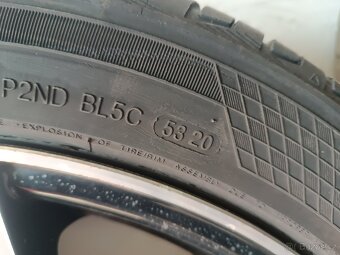 P2ND BL5C 5320
EXPLOSION OF TIRE/RIM ASSEMBLY